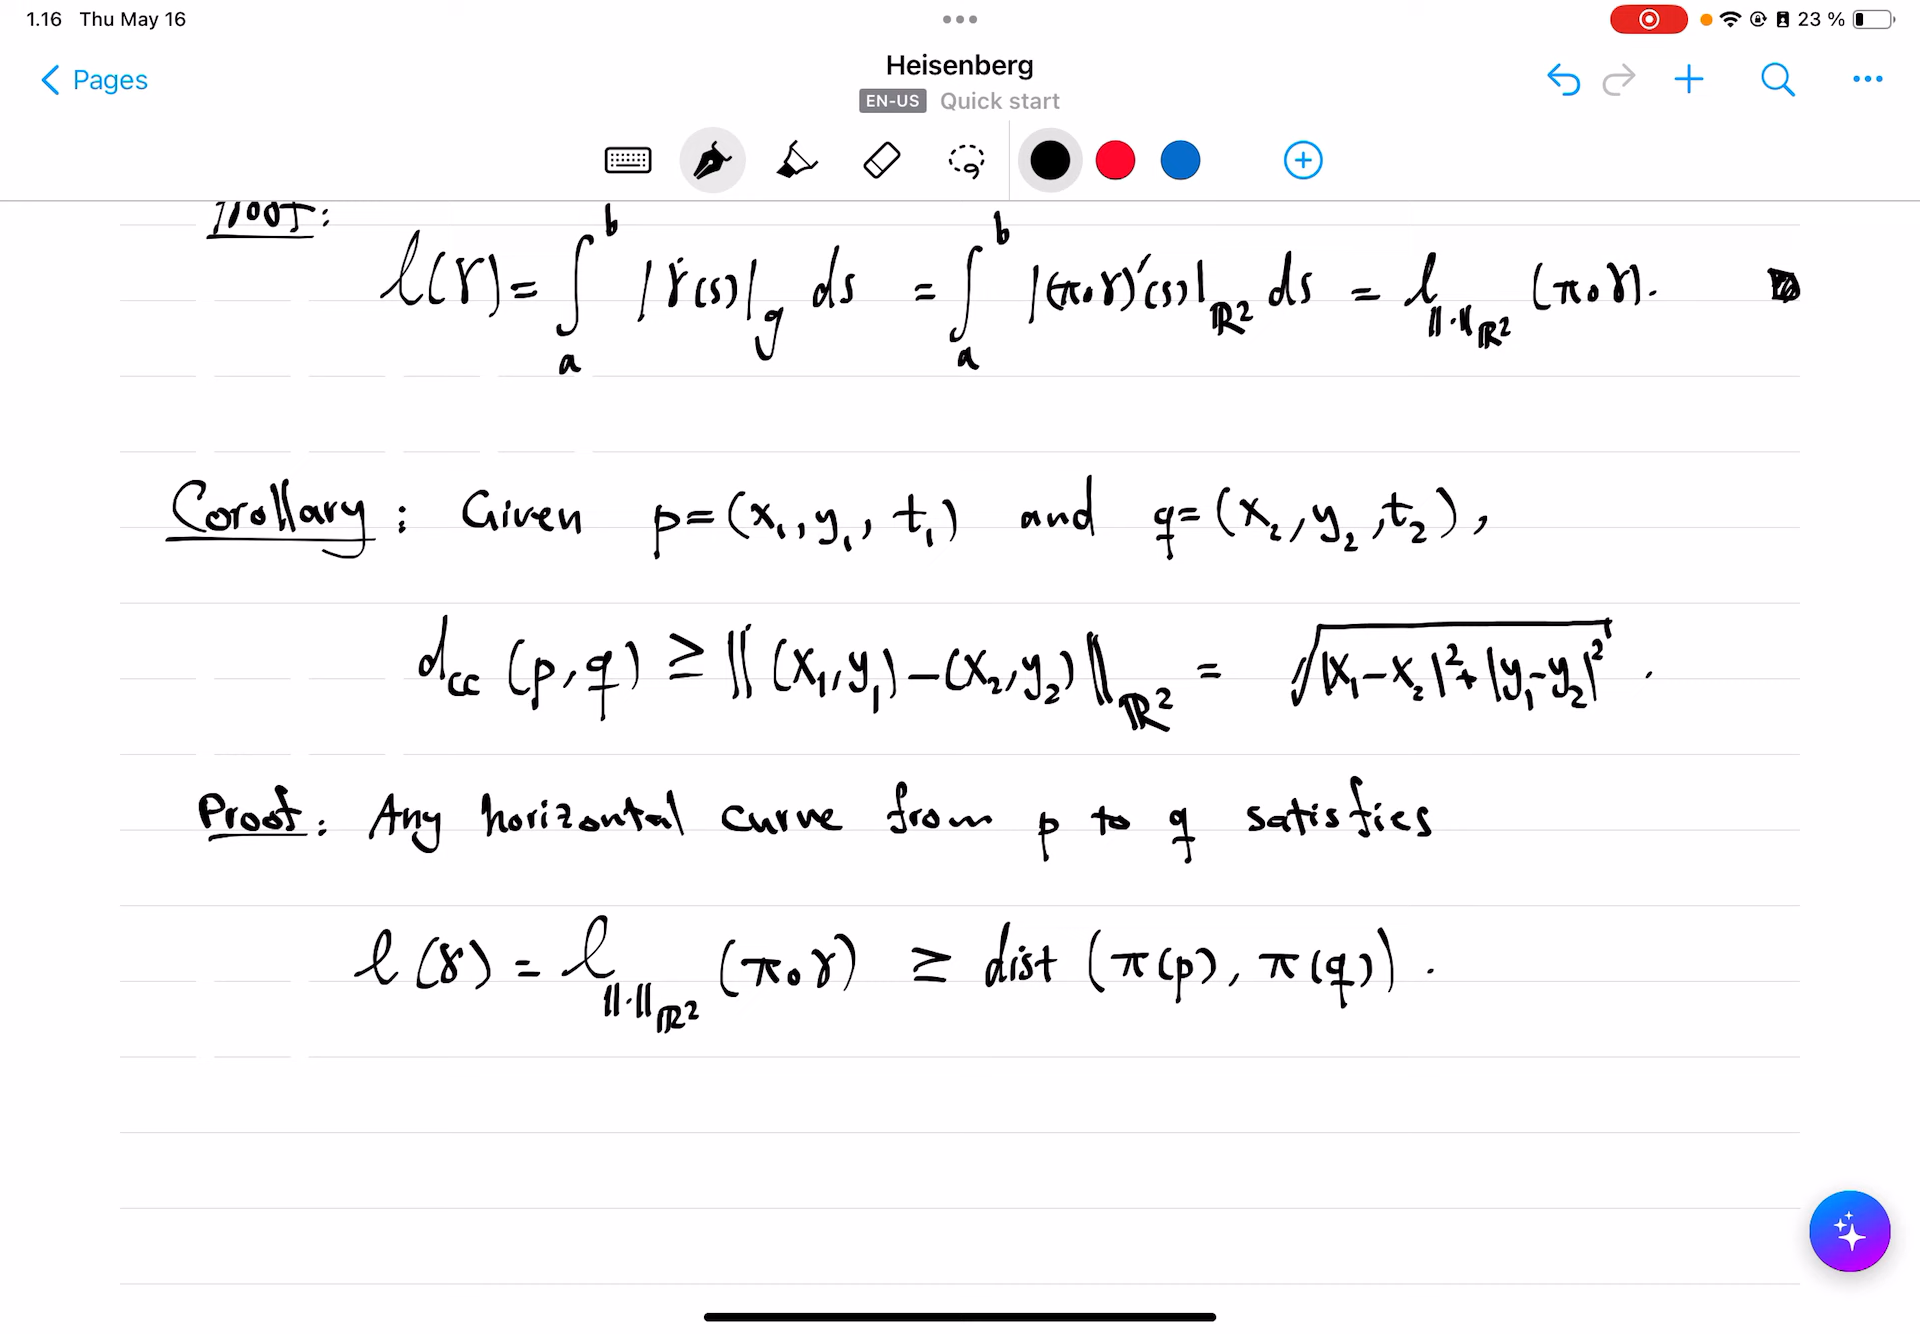 1.16 Thu May 16
23 %
Pages
Heisenberg
EN-US Quick start
Proof:
l(γ) = ∫_a^b |γ̇(s)|_g ds = ∫_a^b |(π∘γ)'(s)|_{ℝ²} ds = l_{‖·‖_{ℝ²}} (π∘γ).
Corollary: Given p=(x₁, y₁, t₁) and q=(x₂, y₂, t₂),
d_cc (p,q) ≥ ‖(x₁,y₁)-(x₂,y₂)‖_{ℝ²} = √(|x₁-x₂|²+|y₁-y₂|²) .
Proof: Any horizontal curve from p to q satisfies
l(γ) = l_{‖·‖_{ℝ²}} (π∘γ) ≥ dist (π(p), π(q)) .